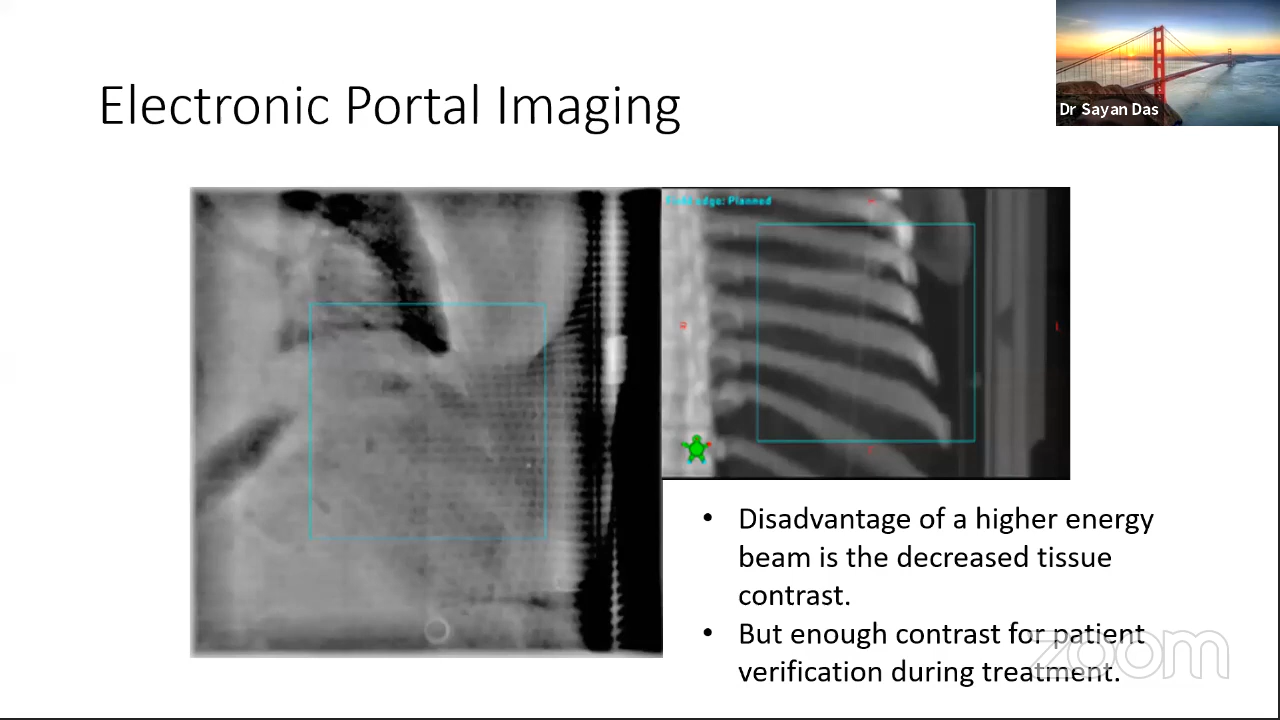 Dr Sayan Das
Electronic Portal Imaging
edge: Planned
• Disadvantage of a higher energy
beam is the decreased tissue
contrast.
• But enough contrast for patient
verification during treatment.
zoom